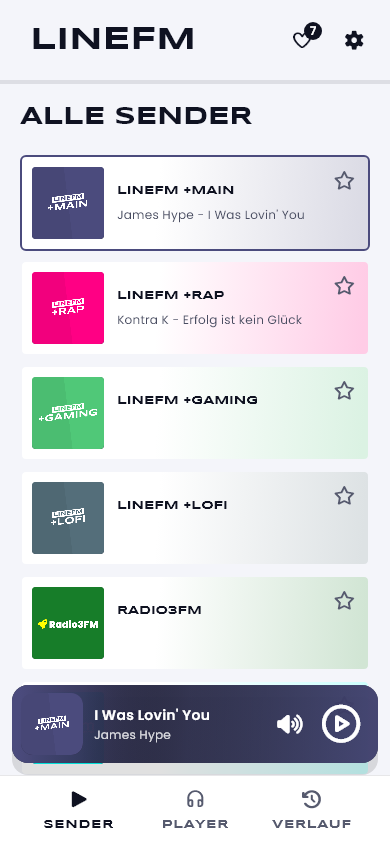 LINEFM
7
ALLE SENDER
LINEFM
+MAIN
LINEFM +MAIN
James Hype - I Was Lovin' You
LINEFM
+RAP
LINEFM +RAP
Kontra K - Erfolg ist kein Glück
LINEFM
+GAMING
LINEFM +GAMING
LINEFM
+LOFI
LINEFM +LOFI
Radio3FM
RADIO3FM
LINEFM
+MAIN
I Was Lovin' You
James Hype
SENDER
PLAYER
VERLAUF